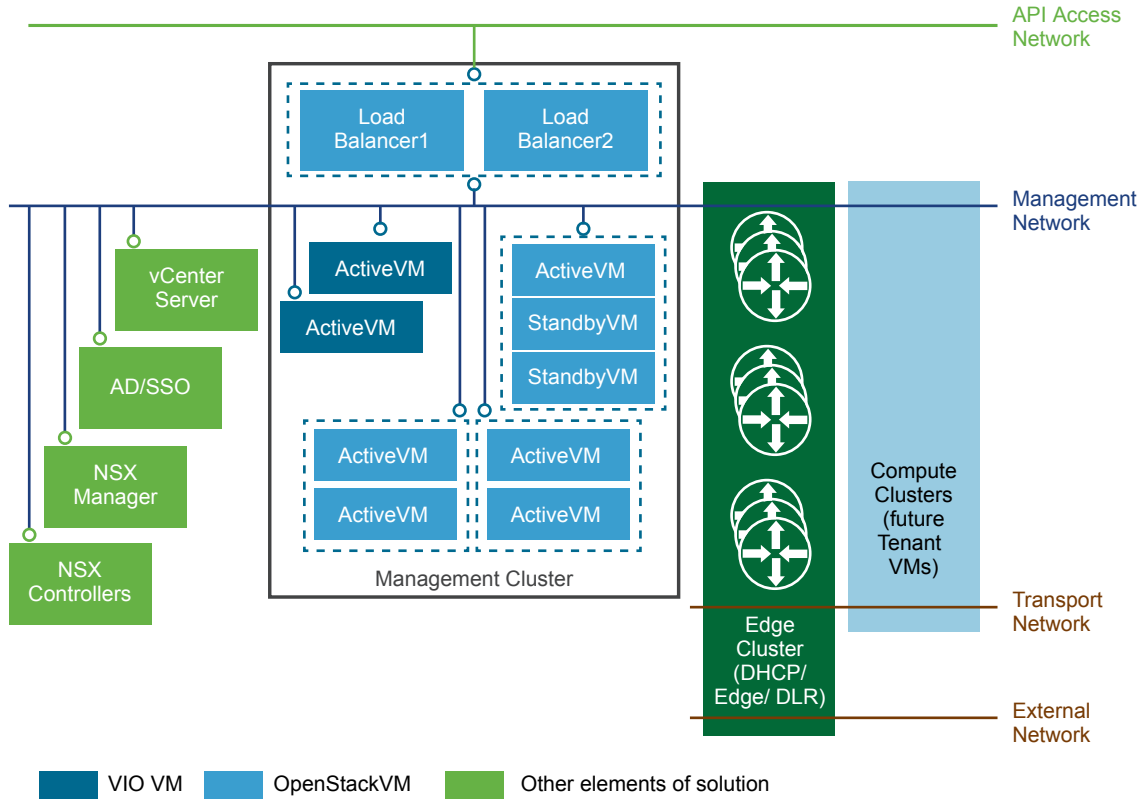 API Access
Network
Load
Balancer1
Load
Balancer2
Management
Network
vCenter
Server
ActiveVM
ActiveVM
ActiveVM
StandbyVM
StandbyVM
AD/SSO
NSX
Manager
NSX
Controllers
ActiveVM
ActiveVM
ActiveVM
ActiveVM
Management Cluster
Compute
Clusters
(future
Tenant
VMs)
Transport
Network
Edge
Cluster
(DHCP/
Edge/ DLR)
External
Network
VIO VM
OpenStackVM
Other elements of solution